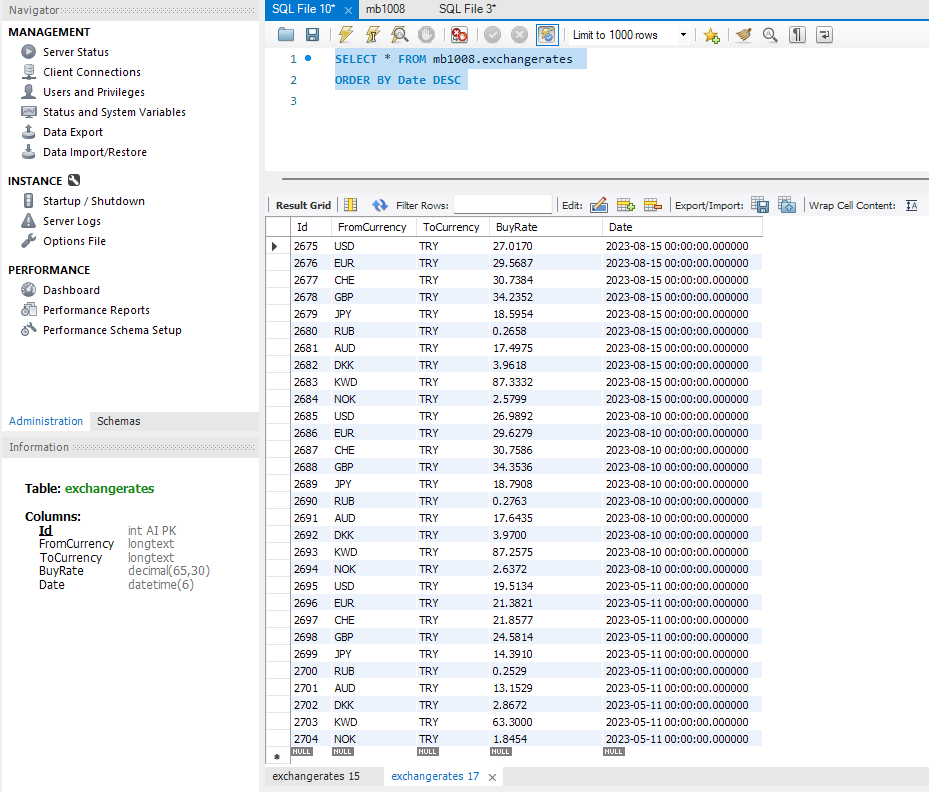 Navigator
MANAGEMENT
Server Status
Client Connections
Users and Privileges
Status and System Variables
Data Export
Data Import/Restore
INSTANCE
Startup / Shutdown
Server Logs
Options File
PERFORMANCE
Dashboard
Performance Reports
Performance Schema Setup
Administration Schemas
Information
Table: exchangerates
Columns:
Id int AI PK
FromCurrency longtext
ToCurrency longtext
BuyRate decimal(65,30)
Date datetime(6)
SQL File 10* mb1008 SQL File 3*
Limit to 1000 rows
1 SELECT * FROM mb1008.exchangerates
2 ORDER BY Date DESC
3
Result Grid Filter Rows: Edit: Export/Import: Wrap Cell Content:
Id FromCurrency ToCurrency BuyRate Date
2675 USD TRY 27.0170 2023-08-15 00:00:00.000000
2676 EUR TRY 29.5687 2023-08-15 00:00:00.000000
2677 CHE TRY 30.7384 2023-08-15 00:00:00.000000
2678 GBP TRY 34.2352 2023-08-15 00:00:00.000000
2679 JPY TRY 18.5954 2023-08-15 00:00:00.000000
2680 RUB TRY 0.2658 2023-08-15 00:00:00.000000
2681 AUD TRY 17.4975 2023-08-15 00:00:00.000000
2682 DKK TRY 3.9618 2023-08-15 00:00:00.000000
2683 KWD TRY 87.3332 2023-08-15 00:00:00.000000
2684 NOK TRY 2.5799 2023-08-15 00:00:00.000000
2685 USD TRY 26.9892 2023-08-10 00:00:00.000000
2686 EUR TRY 29.6279 2023-08-10 00:00:00.000000
2687 CHE TRY 30.7586 2023-08-10 00:00:00.000000
2688 GBP TRY 34.3536 2023-08-10 00:00:00.000000
2689 JPY TRY 18.7908 2023-08-10 00:00:00.000000
2690 RUB TRY 0.2763 2023-08-10 00:00:00.000000
2691 AUD TRY 17.6435 2023-08-10 00:00:00.000000
2692 DKK TRY 3.9700 2023-08-10 00:00:00.000000
2693 KWD TRY 87.2575 2023-08-10 00:00:00.000000
2694 NOK TRY 2.6372 2023-08-10 00:00:00.000000
2695 USD TRY 19.5134 2023-05-11 00:00:00.000000
2696 EUR TRY 21.3821 2023-05-11 00:00:00.000000
2697 CHE TRY 21.8577 2023-05-11 00:00:00.000000
2698 GBP TRY 24.5814 2023-05-11 00:00:00.000000
2699 JPY TRY 14.3910 2023-05-11 00:00:00.000000
2700 RUB TRY 0.2529 2023-05-11 00:00:00.000000
2701 AUD TRY 13.1529 2023-05-11 00:00:00.000000
2702 DKK TRY 2.8672 2023-05-11 00:00:00.000000
2703 KWD TRY 63.3000 2023-05-11 00:00:00.000000
2704 NOK TRY 1.8454 2023-05-11 00:00:00.000000
NULL NULL NULL NULL NULL
exchangerates 15 exchangerates 17